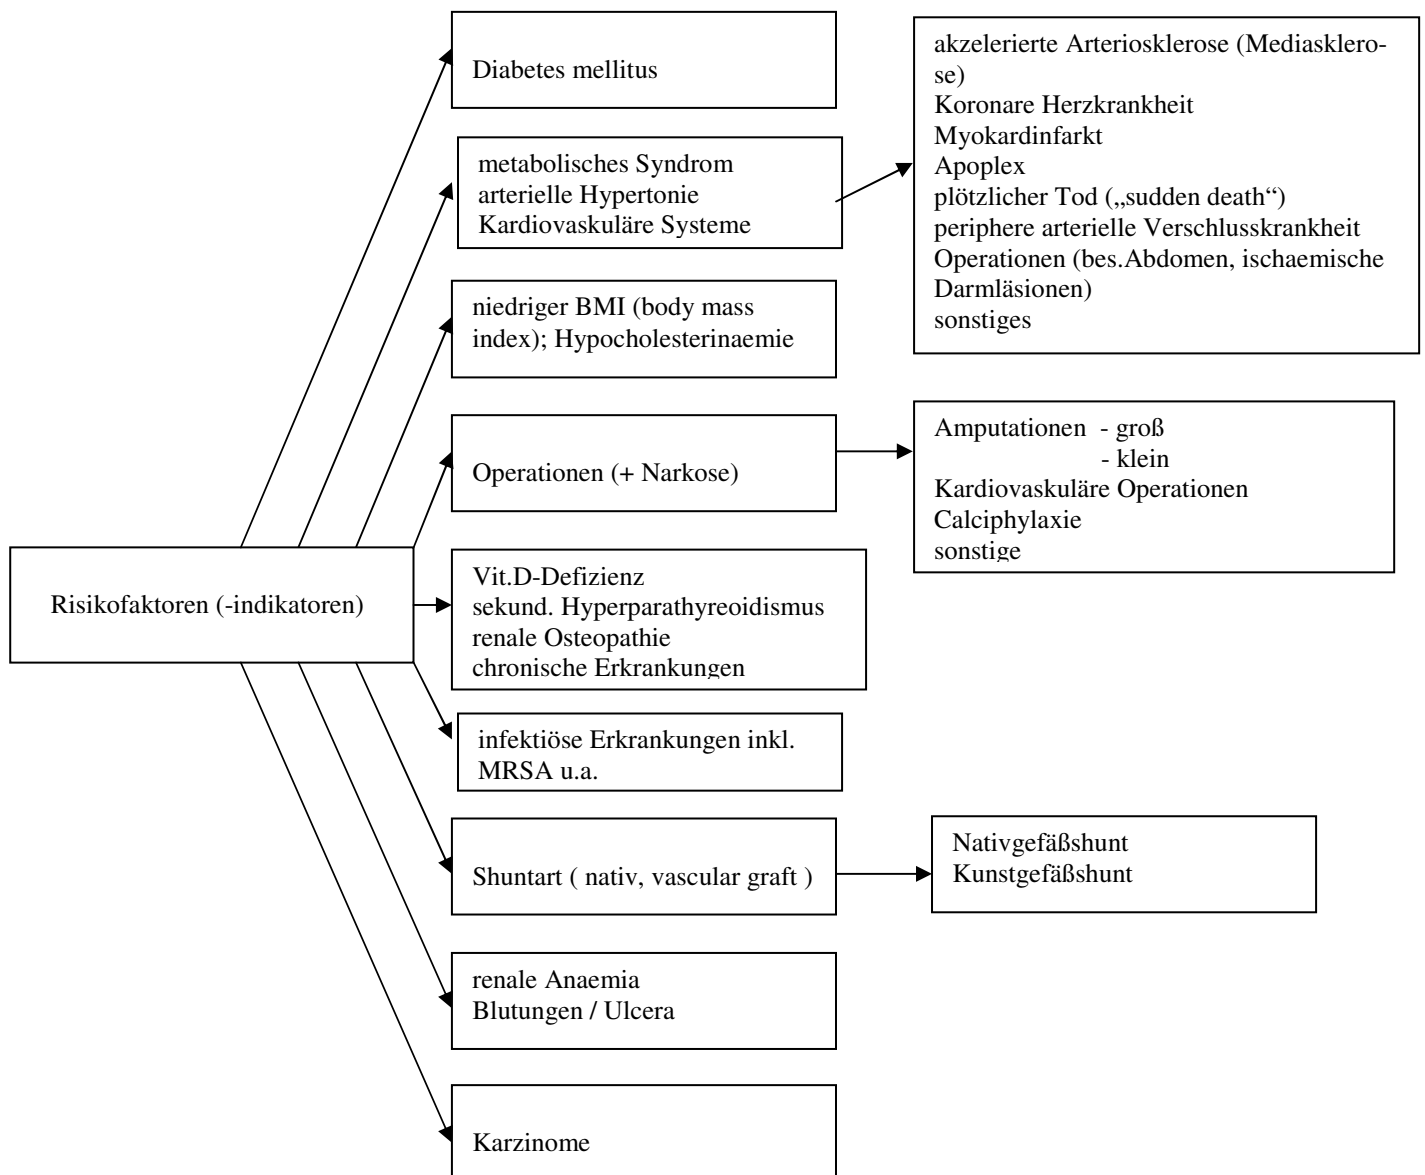 Risikofaktoren (-indikatoren)
Diabetes mellitus
metabolisches Syndrom
arterielle Hypertonie
Kardiovaskuläre Systeme
akzelerierte Arteriosklerose (Mediasklero-
se)
Koronare Herzkrankheit
Myokardinfarkt
Apoplex
plötzlicher Tod („sudden death“)
periphere arterielle Verschlusskrankheit
Operationen (bes.Abdomen, ischaemische
Darmläsionen)
sonstiges
niedriger BMI (body mass
index); Hypocholesterinaemie
Operationen (+ Narkose)
Amputationen - groß
- klein
Kardiovaskuläre Operationen
Calciphylaxie
sonstige
Vit.D-Defizienz
sekund. Hyperparathyreoidismus
renale Osteopathie
chronische Erkrankungen
infektiöse Erkrankungen inkl.
MRSA u.a.
Shuntart ( nativ, vascular graft )
Nativgefäßshunt
Kunstgefäßshunt
renale Anaemia
Blutungen / Ulcera
Karzinome